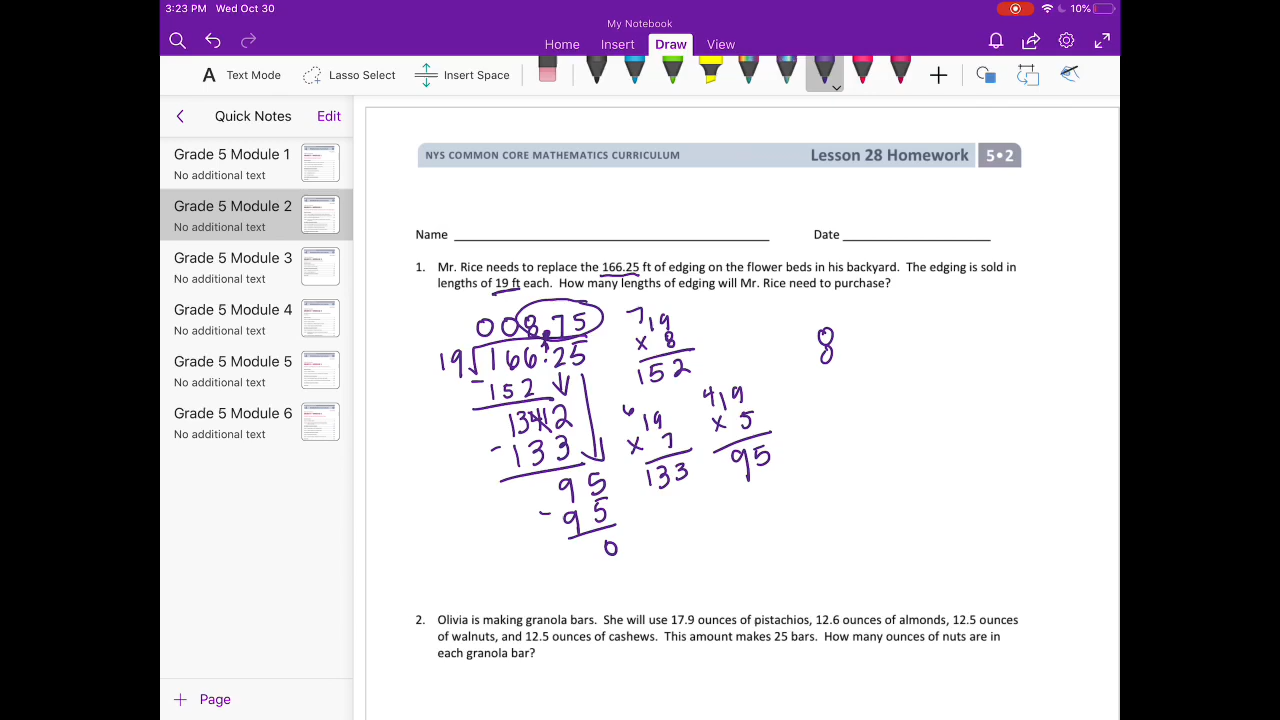 3:23 PM Wed Oct 30
10%
My Notebook
Home Insert Draw View
A Text Mode Lasso Select Insert Space
Quick Notes Edit
Grade 5 Module 1
No additional text
Grade 5 Module 2
No additional text
Grade 5 Module 3
No additional text
Grade 5 Module 4
No additional text
Grade 5 Module 5
No additional text
Grade 5 Module 6
No additional text
+ Page
NYS COMMON CORE MATHEMATICS CURRICULUM Lesson 28 Homework 5•2
Name Date
1. Mr. Rice needs to replace the 166.25 ft of edging on the flower beds in his backyard. The edging is sold in
lengths of 19 ft each. How many lengths of edging will Mr. Rice need to purchase?
008.75
19 166.25
152
13 12
- 133
95
- 95
0
7
19
x 8
152
6
19
x 7
133
4
19
x 5
95
8
2. Olivia is making granola bars. She will use 17.9 ounces of pistachios, 12.6 ounces of almonds, 12.5 ounces
of walnuts, and 12.5 ounces of cashews. This amount makes 25 bars. How many ounces of nuts are in
each granola bar?